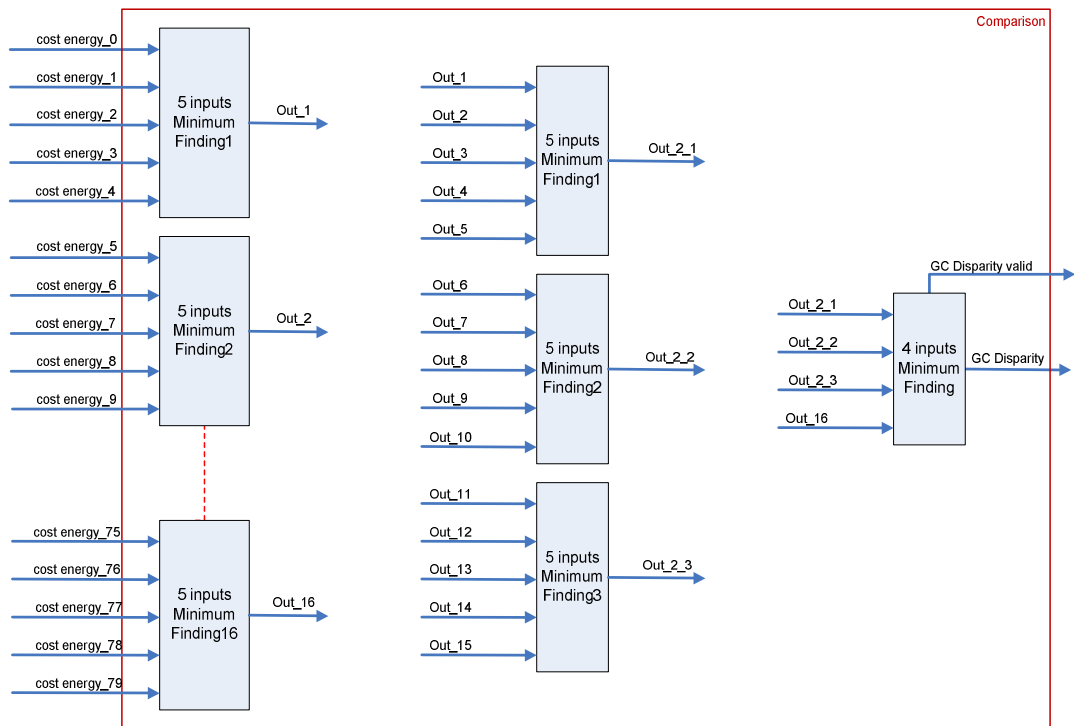 Comparison
cost energy_0
cost energy_1
cost energy_2
cost energy_3
cost energy_4
5 inputs
Minimum
Finding1
Out_1
cost energy_5
cost energy_6
cost energy_7
cost energy_8
cost energy_9
5 inputs
Minimum
Finding2
Out_2
cost energy_75
cost energy_76
cost energy_77
cost energy_78
cost energy_79
5 inputs
Minimum
Finding16
Out_16
Out_1
Out_2
Out_3
Out_4
Out_5
5 inputs
Minimum
Finding1
Out_2_1
Out_6
Out_7
Out_8
Out_9
Out_10
5 inputs
Minimum
Finding2
Out_2_2
Out_11
Out_12
Out_13
Out_14
Out_15
5 inputs
Minimum
Finding3
Out_2_3
Out_2_1
Out_2_2
Out_2_3
Out_16
4 inputs
Minimum
Finding
GC Disparity valid
GC Disparity